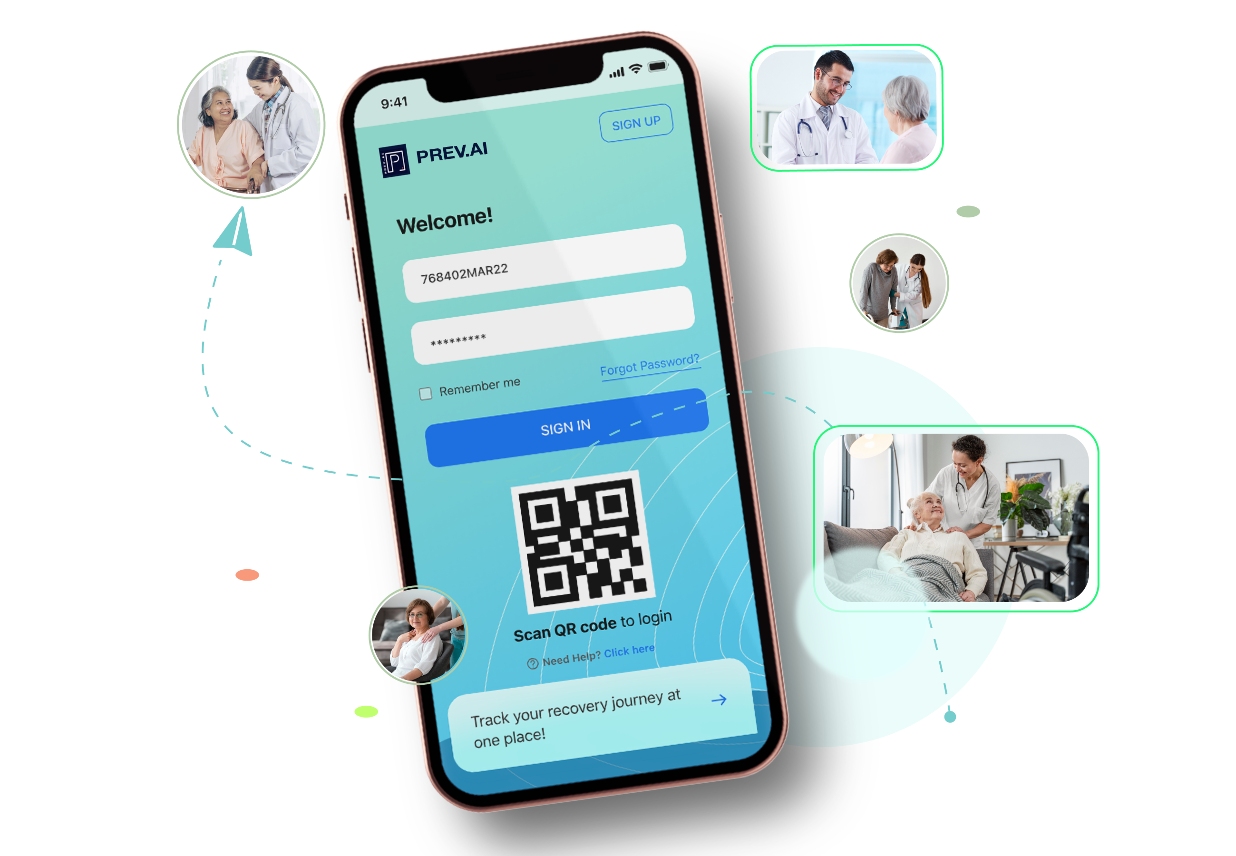 9:41
SIGN UP
PREV.AI
Welcome!
768402MAR22
*********
Remember me
Forgot Password?
SIGN IN
Scan QR code to login
Need Help? Click here
Track your recovery journey at
one place!